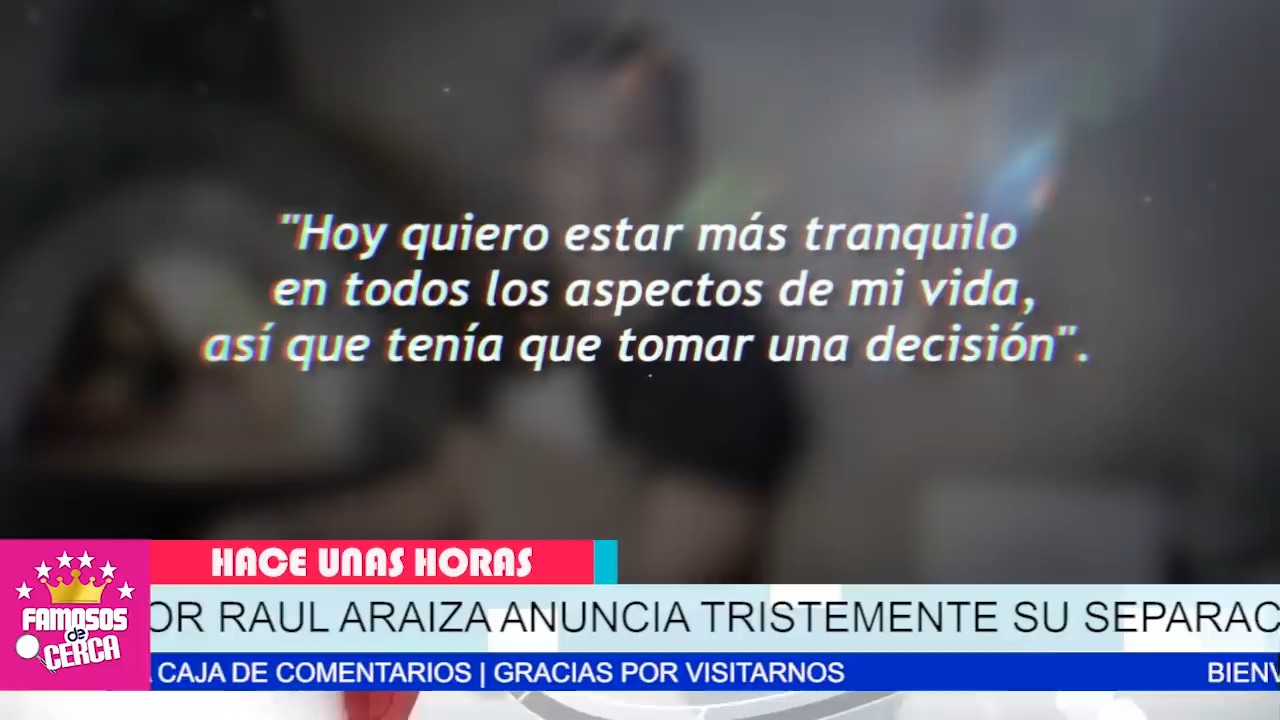 "Hoy quiero estar más tranquilo
en todos los aspectos de mi vida,
así que tenía que tomar una decisión".
HACE UNAS HORAS
FAMOSOS
de
CERCA
OR RAUL ARAIZA ANUNCIA TRISTEMENTE SU SEPARAC
A CAJA DE COMENTARIOS | GRACIAS POR VISITARNOS
BIENV